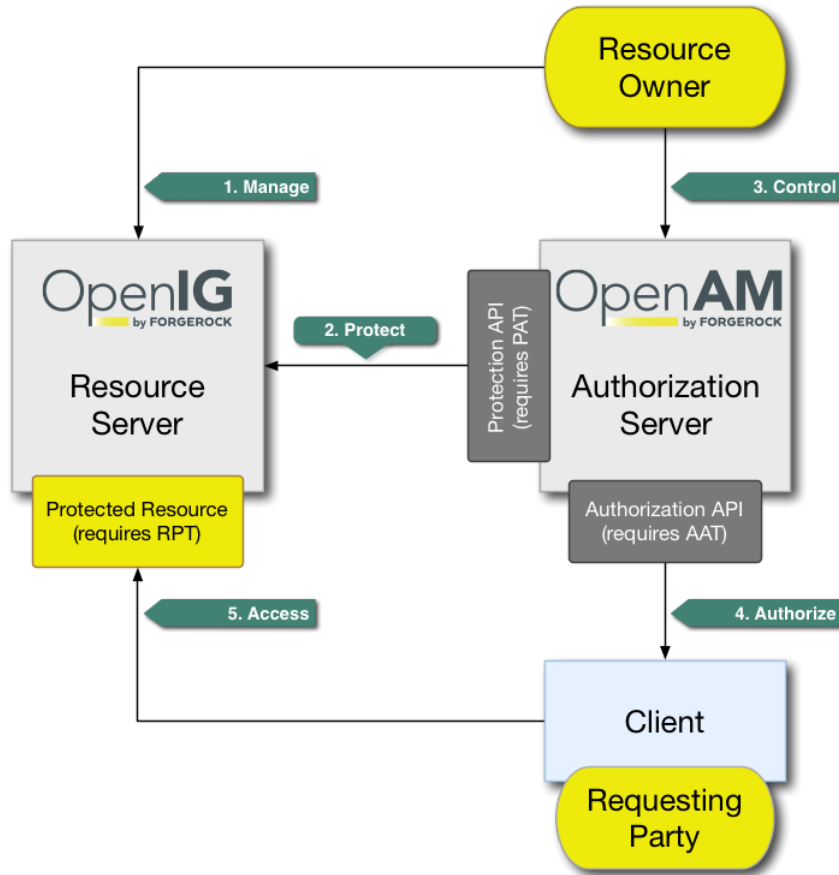 Resource
Owner
1. Manage
3. Control
OpenIG
by FORGEROCK
Resource
Server
2. Protect
Protection API
(requires PAT)
OpenAM
by FORGEROCK
Authorization
Server
Protected Resource
(requires RPT)
Authorization API
(requires AAT)
5. Access
4. Authorize
Client
Requesting
Party